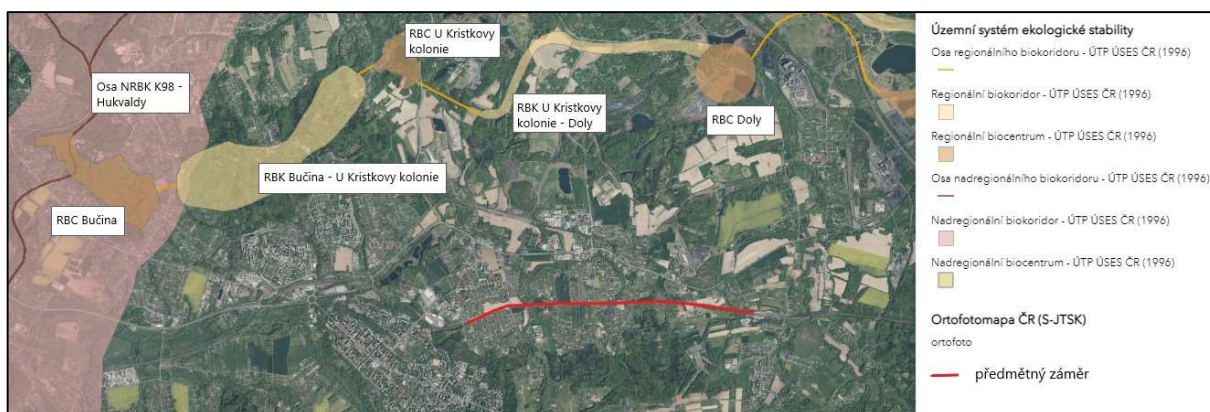 RBC U Kristkovy
kolonie
Osa NRBK K98 -
Hukvaldy
RBK U Kristkovy
kolonie - Doly
RBC Doly
RBK Bučina - U Kristkovy kolonie
RBC Bučina
Územní systém ekologické stability
Osa regionálního biokoridoru - ÚTP ÚSES ČR (1996)
Regionální biokoridor - ÚTP ÚSES ČR (1996)
Regionální biocentrum - ÚTP ÚSES ČR (1996)
Osa nadregionálního biokoridoru - ÚTP ÚSES ČR (1996)
Nadregionální biokoridor - ÚTP ÚSES ČR (1996)
Nadregionální biocentrum - ÚTP ÚSES ČR (1996)
Ortofotomapa ČR (S-JTSK)
ortofoto
předmětný záměr